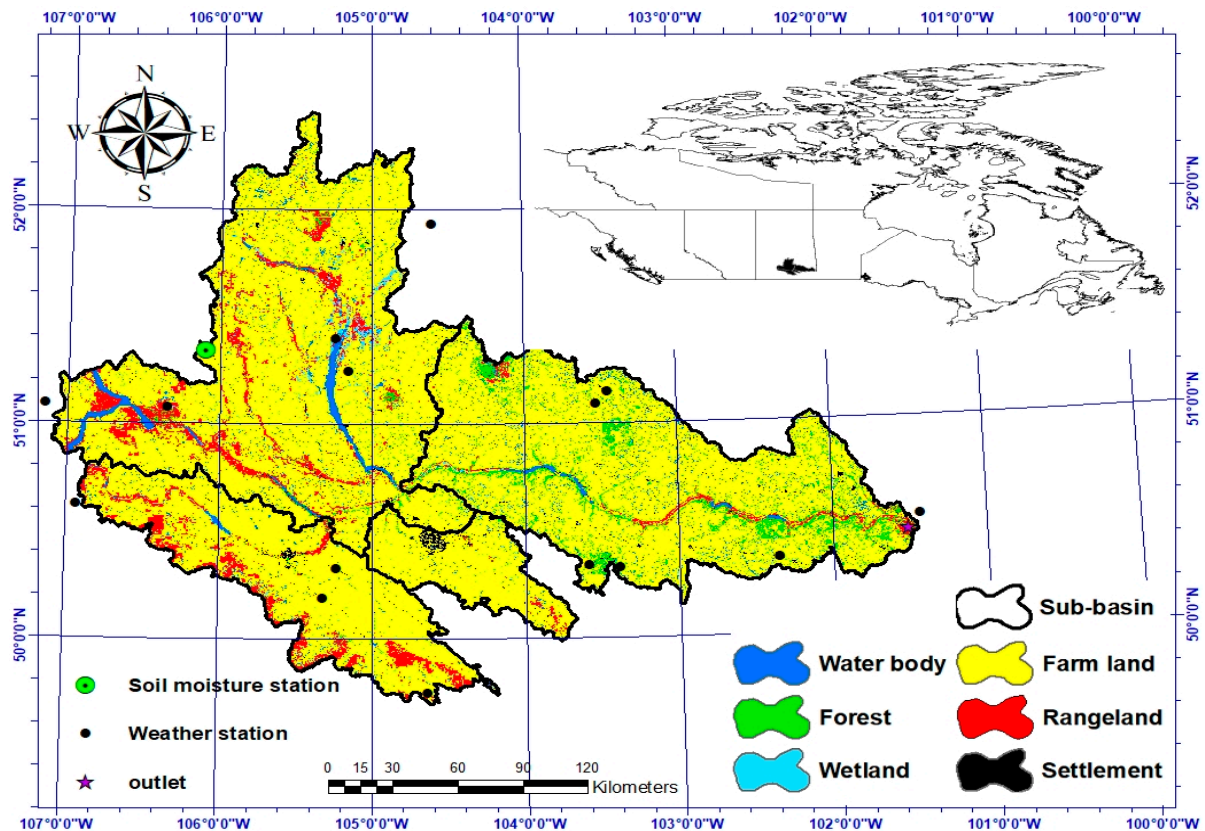 107°0'0"W 106°0'0"W 105°0'0"W 104°0'0"W 103°0'0"W 102°0'0"W 101°0'0"W 100°0'0"W
N
W E
S
52°0'0"N 52°0'0"N
51°0'0"N 51°0'0"N
50°0'0"N 50°0'0"N
Sub-basin
Water body Farm land
Forest Rangeland
Wetland Settlement
Soil moisture station
Weather station
outlet
0 15 30 60 90 120
Kilometers
107°0'0"W 106°0'0"W 105°0'0"W 104°0'0"W 103°0'0"W 102°0'0"W 101°0'0"W 100°0'0"W